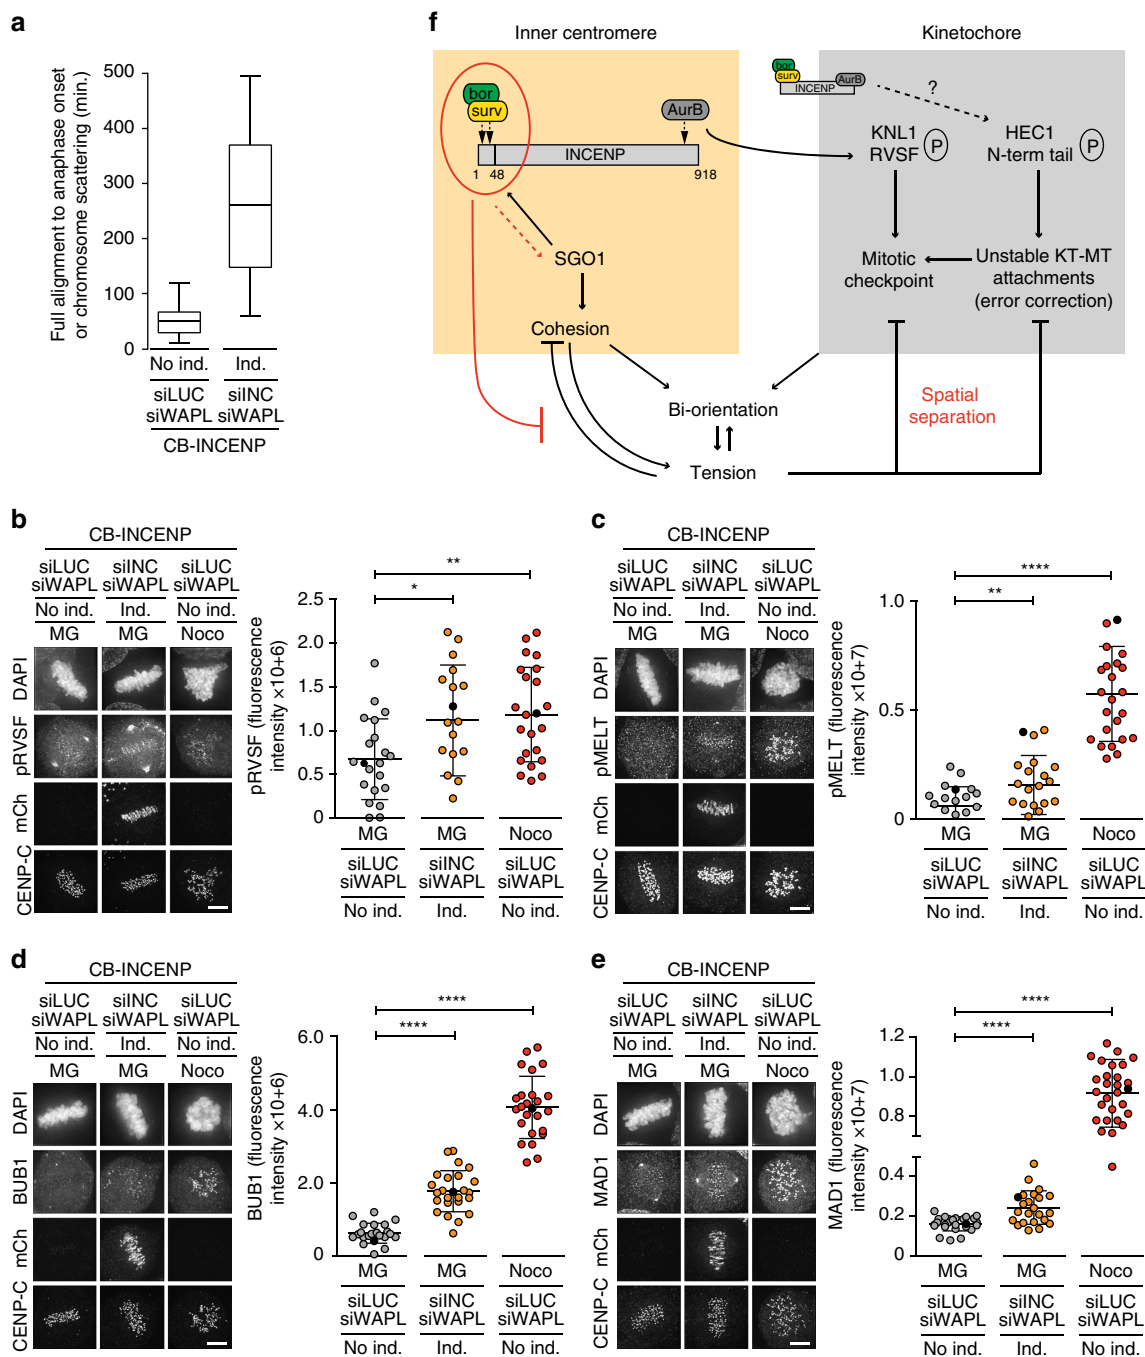 a
Full alignment to anaphase onset
or chromosome scattering (min.)
500
400
300
200
100
0
No ind.
Ind.
siLUC
siWAPL
siINC
siWAPL
CB-INCENP
f
Inner centromere
Kinetochore
bor
surv
AurB
INCENP
1
48
918
bor
surv
AurB
INCENP
?
KNL1
RVSF
P
HEC1
N-term tail
P
SGO1
Mitotic
checkpoint
Unstable KT-MT
attachments
(error correction)
Cohesion
Bi-orientation
Tension
Spatial
separation
b
CB-INCENP
siLUC
siWAPL
siINC
siWAPL
siLUC
siWAPL
No ind.
Ind.
No ind.
MG
MG
Noco
DAPI
pRVSF
mCh
CENP-C
pRVSF (fluorescence
intensity ×10+6)
2.5
2.0
1.5
1.0
0.5
0
*
**
MG
MG
Noco
siLUC
siWAPL
siINC
siWAPL
siLUC
siWAPL
No ind.
Ind.
No ind.
c
CB-INCENP
siLUC
siWAPL
siINC
siWAPL
siLUC
siWAPL
No ind.
Ind.
No ind.
MG
MG
Noco
DAPI
pMELT
mCh
CENP-C
pMELT (fluorescence
intensity ×10+7)
1.0
0.5
0
**
****
MG
MG
Noco
siLUC
siWAPL
siINC
siWAPL
siLUC
siWAPL
No ind.
Ind.
No ind.
d
CB-INCENP
siLUC
siWAPL
siINC
siWAPL
siLUC
siWAPL
No ind.
Ind.
No ind.
MG
MG
Noco
DAPI
BUB1
mCh
CENP-C
BUB1 (fluorescence
intensity ×10+6)
6.0
4.0
2.0
0
****
****
MG
MG
Noco
siLUC
siWAPL
siINC
siWAPL
siLUC
siWAPL
No ind.
Ind.
No ind.
e
CB-INCENP
siLUC
siWAPL
siINC
siWAPL
siLUC
siWAPL
No ind.
Ind.
No ind.
MG
MG
Noco
DAPI
MAD1
mCh
CENP-C
MAD1 (fluorescence
intensity ×10+7)
1.2
1.0
0.8
0.4
0.2
0
****
****
MG
MG
Noco
siLUC
siWAPL
siINC
siWAPL
siLUC
siWAPL
No ind.
Ind.
No ind.